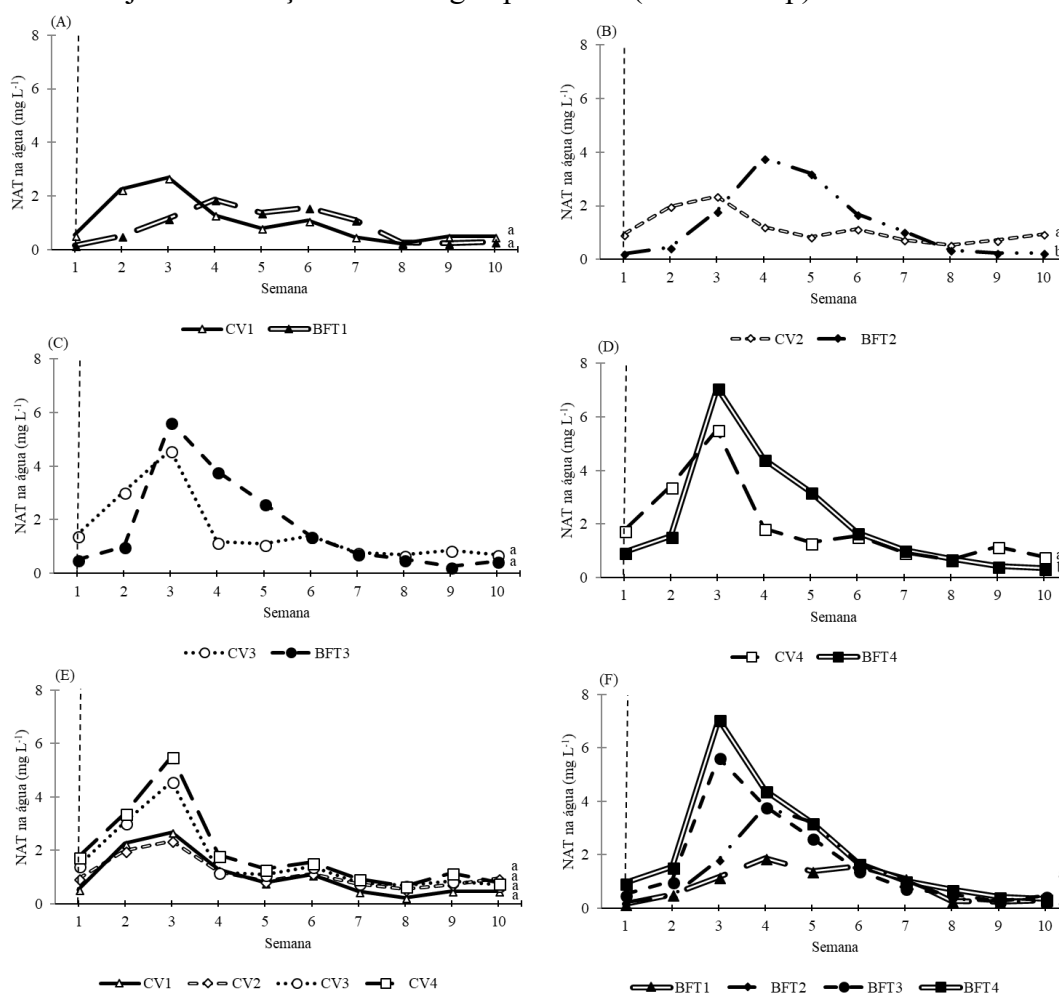 (A)
NAT na água (mg L⁻¹)
8
6
4
2
0
1 2 3 4 5 6 7 8 9 10
Semana
a
a
CV1 BFT1
(B)
NAT na água (mg L⁻¹)
8
6
4
2
0
1 2 3 4 5 6 7 8 9 10
Semana
a
b
CV2 BFT2
(C)
NAT na água (mg L⁻¹)
8
6
4
2
0
1 2 3 4 5 6 7 8 9 10
Semana
a
a
CV3 BFT3
(D)
NAT na água (mg L⁻¹)
8
6
4
2
0
1 2 3 4 5 6 7 8 9 10
Semana
a
CV4 BFT4
(E)
NAT na água (mg L⁻¹)
8
6
4
2
0
1 2 3 4 5 6 7 8 9 10
Semana
a
a
a
a
CV1 CV2 CV3 CV4
(F)
NAT na água (mg L⁻¹)
8
6
4
2
0
1 2 3 4 5 6 7 8 9 10
Semana
BFT1 BFT2 BFT3 BFT4